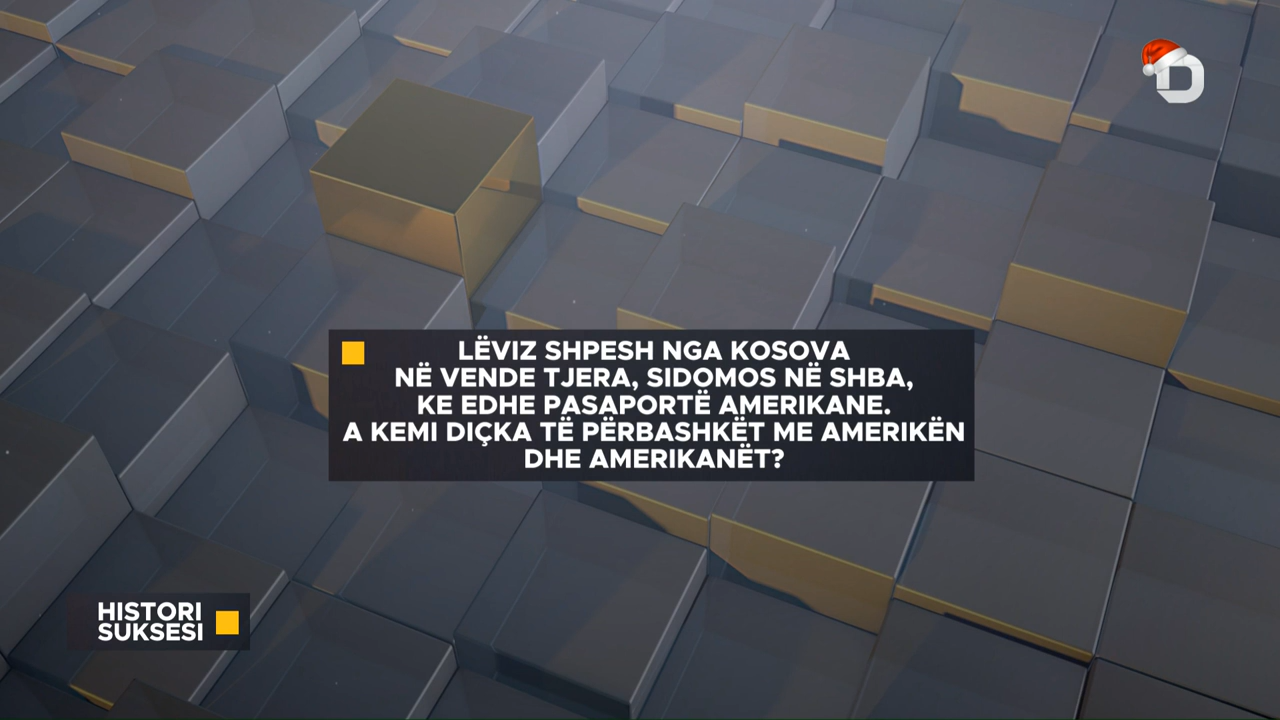 LËVIZ SHPESH NGA KOSOVA
NË VENDE TJERA, SIDOMOS NË SHBA,
KE EDHE PASAPORTË AMERIKANE.
A KEMI DIÇKA TË PËRBASHKËT ME AMERIKËN
DHE AMERIKANËT?
HISTORI
SUKSESI
D